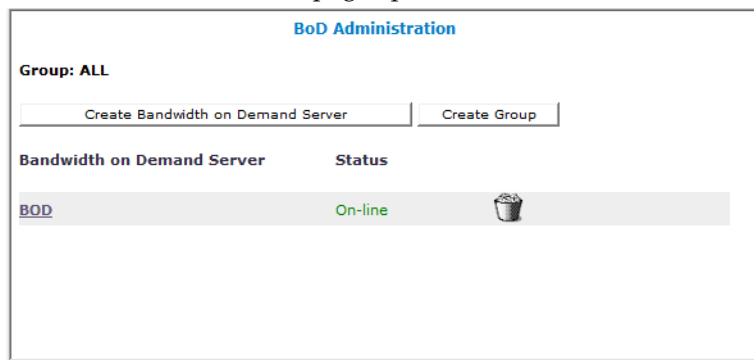 BoD Administration
Group: ALL
Create Bandwidth on Demand Server Create Group
Bandwidth on Demand Server Status
BOD On-line